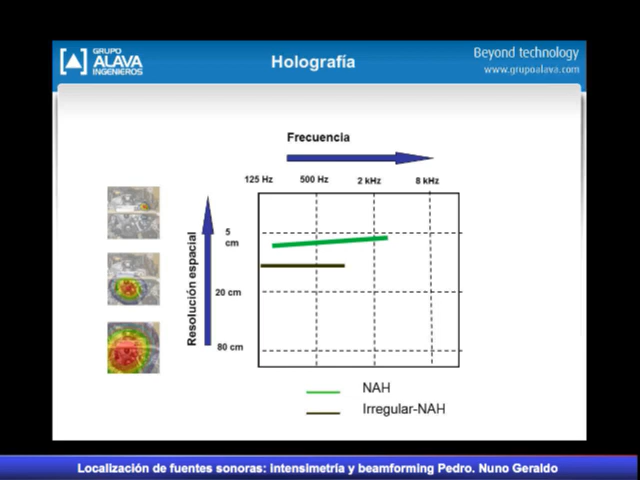 GRUPO
ALAVA
INGENIEROS
Holografía
Beyond technology
www.grupoalava.com
Frecuencia
125 Hz 500 Hz 2 kHz 8 kHz
Resolución espacial
5
cm
20 cm
80 cm
NAH
Irregular-NAH
Localización de fuentes sonoras: intensimetría y beamforming Pedro. Nuno Geraldo